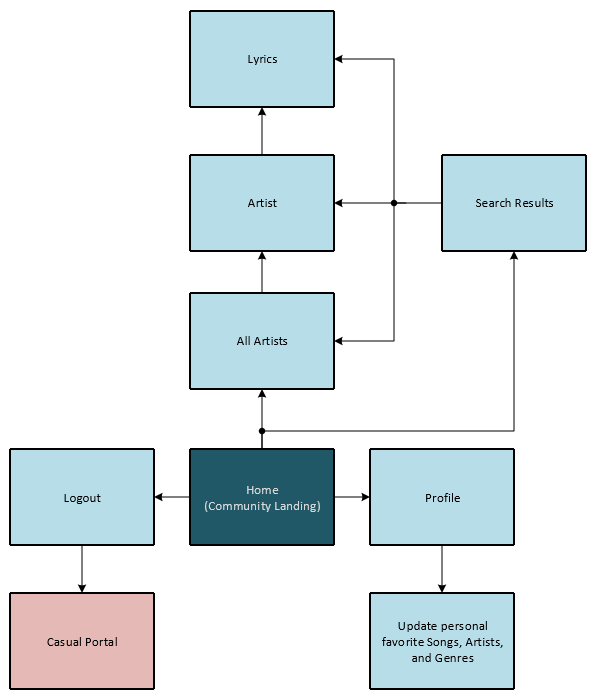 Lyrics
Artist
Search Results
All Artists
Logout
Home
(Community Landing)
Profile
Casual Portal
Update personal
favorite Songs, Artists,
and Genres